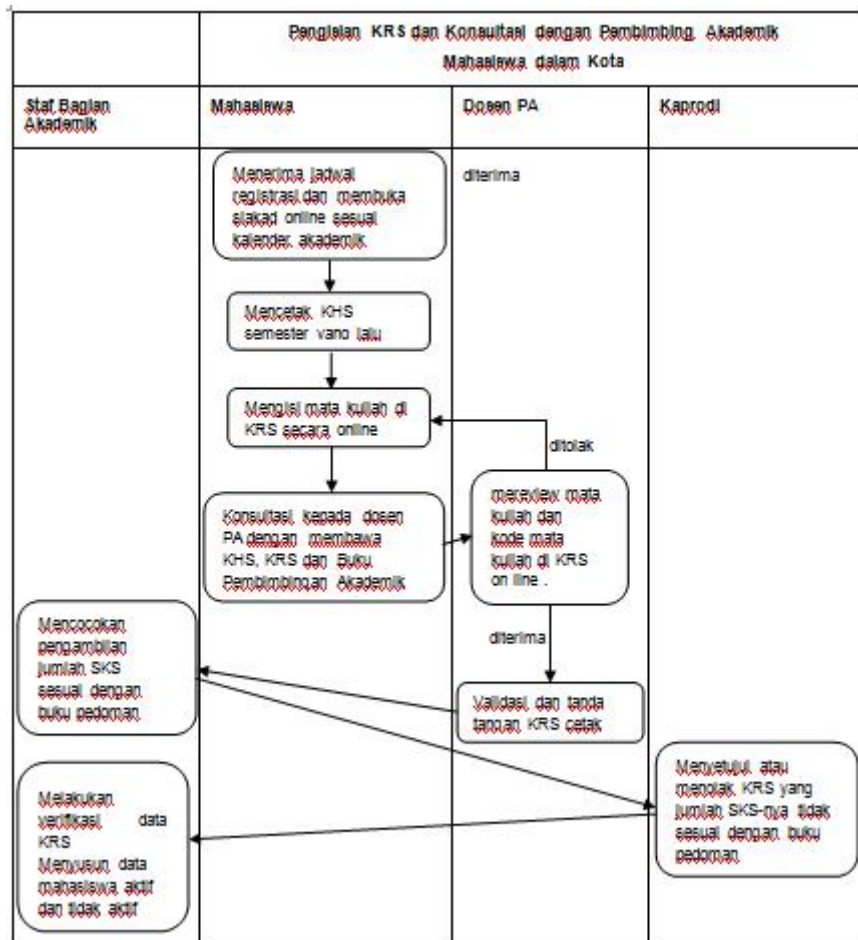 Pengisian KRS dan Konsultasi dengan Pembimbing Akademik
Mahasiswa dalam Kota
Staf Bagian
Akademik
Mahasiswa
Dosen PA
Kaprodi
Menerima jadwal
registrasi dan membuka
siakad online sesuai
kalender akademik
diterima
Mencetak KHS
semester yang lalu
Mengisi mata kuliah di
KRS secara online
ditolak
Konsultasi kepada dosen
PA dengan membawa
KHS, KRS dan Buku
Pembimbingan Akademik
mereview mata
kuliah dan
kode mata
kuliah di KRS
on line .
diterima
Mencocokan
pengambilan
jumlah SKS
sesuai dengan
buku pedoman
Validasi dan tanda
tangan KRS cetak
Menyetujui atau
menolak KRS yang
jumlah SKS-nya tidak
sesuai dengan buku
pedoman
Melakukan
verifikasi data
KRS
Menyusun data
mahasiswa aktif
dan tidak aktif